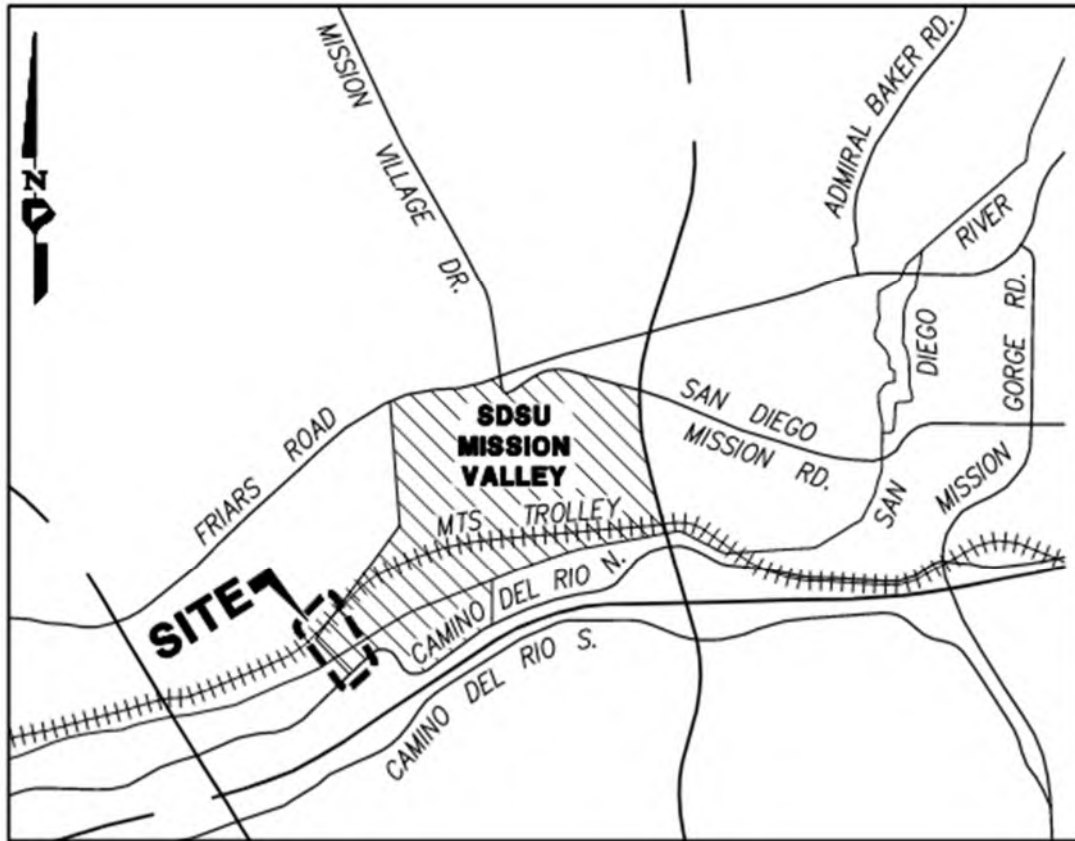 MISSION
VILLAGE
DR.
ADMIRAL BAKER RD.
N
RIVER
DIEGO
SAN
GORGE RD.
MISSION
FRIARS ROAD
SDSU
MISSION
VALLEY
SAN DIEGO
MISSION RD.
MTS TROLLEY
SITE
CAMINO DEL RIO N.
CAMINO DEL RIO S.